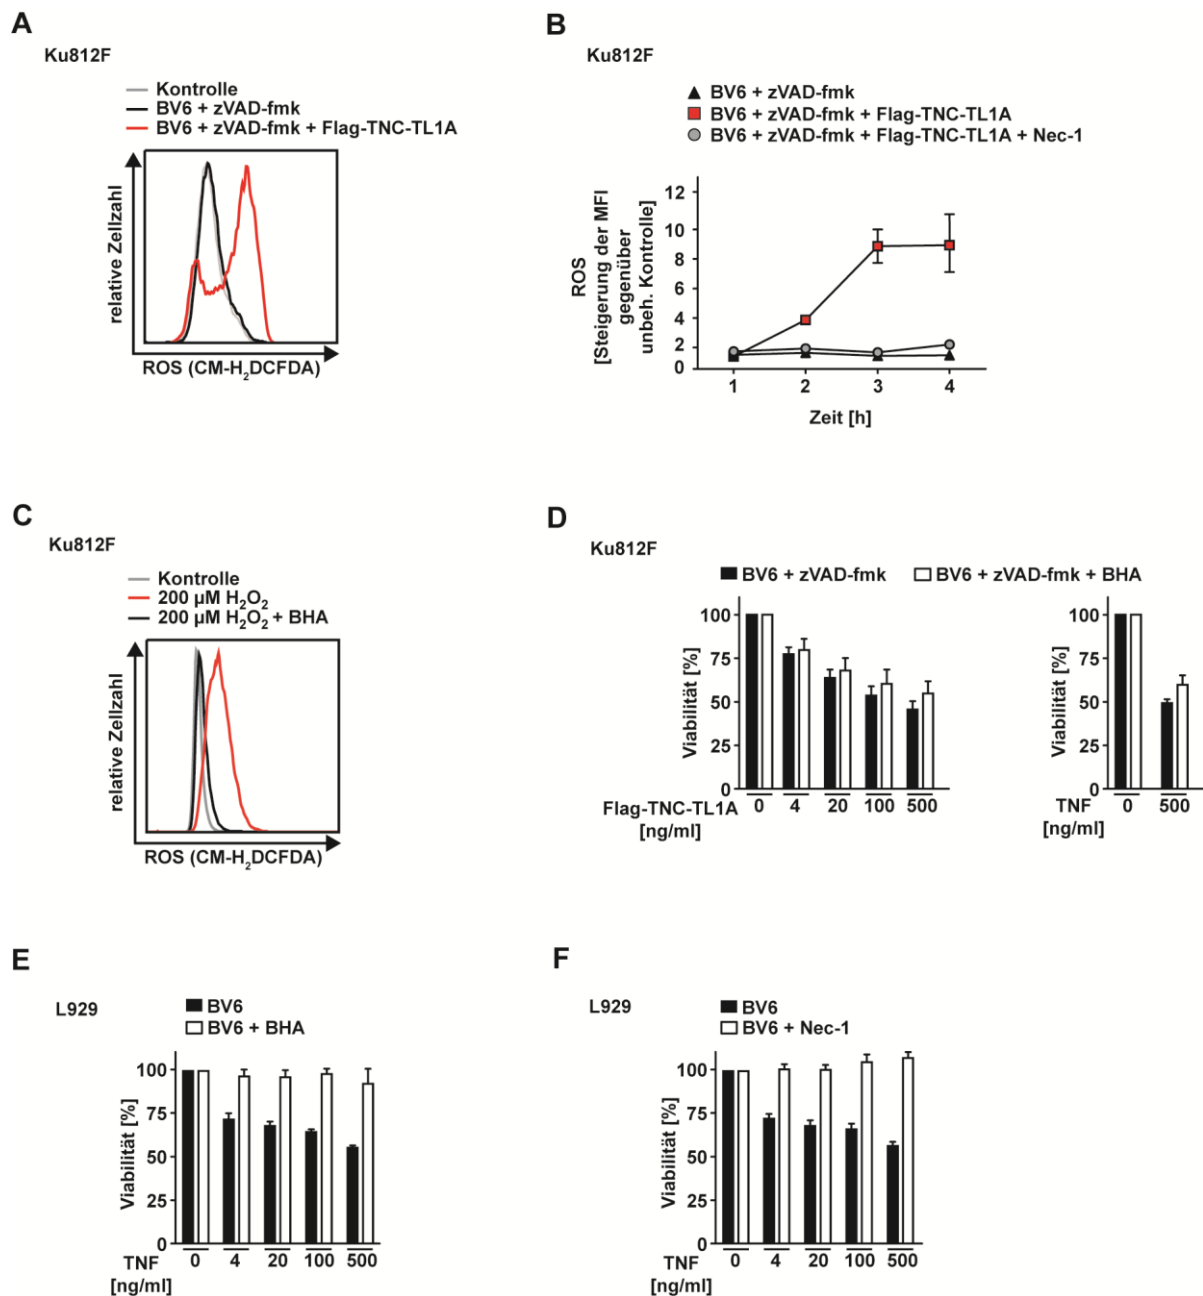 A
Ku812F
Kontrolle
BV6 + zVAD-fmk
BV6 + zVAD-fmk + Flag-TNC-TL1A
relative Zellzahl
ROS (CM-H₂DCFDA)
B
Ku812F
BV6 + zVAD-fmk
BV6 + zVAD-fmk + Flag-TNC-TL1A
BV6 + zVAD-fmk + Flag-TNC-TL1A + Nec-1
ROS
[Steigerung der MFI
gegenüber
unbeh. Kontrolle]
12
10
8
6
4
2
0
1 2 3 4
Zeit [h]
C
Ku812F
Kontrolle
200 µM H₂O₂
200 µM H₂O₂ + BHA
relative Zellzahl
ROS (CM-H₂DCFDA)
D
Ku812F
BV6 + zVAD-fmk
BV6 + zVAD-fmk + BHA
Viabilität [%]
100
75
50
25
0
0 4 20 100 500
Flag-TNC-TL1A
[ng/ml]
Viabilität [%]
100
75
50
25
0
0 500
TNF
[ng/ml]
E
L929
BV6
BV6 + BHA
Viabilität [%]
100
75
50
25
0
0 4 20 100 500
TNF
[ng/ml]
F
L929
BV6
BV6 + Nec-1
Viabilität [%]
100
75
50
25
0
0 4 20 100 500
TNF
[ng/ml]